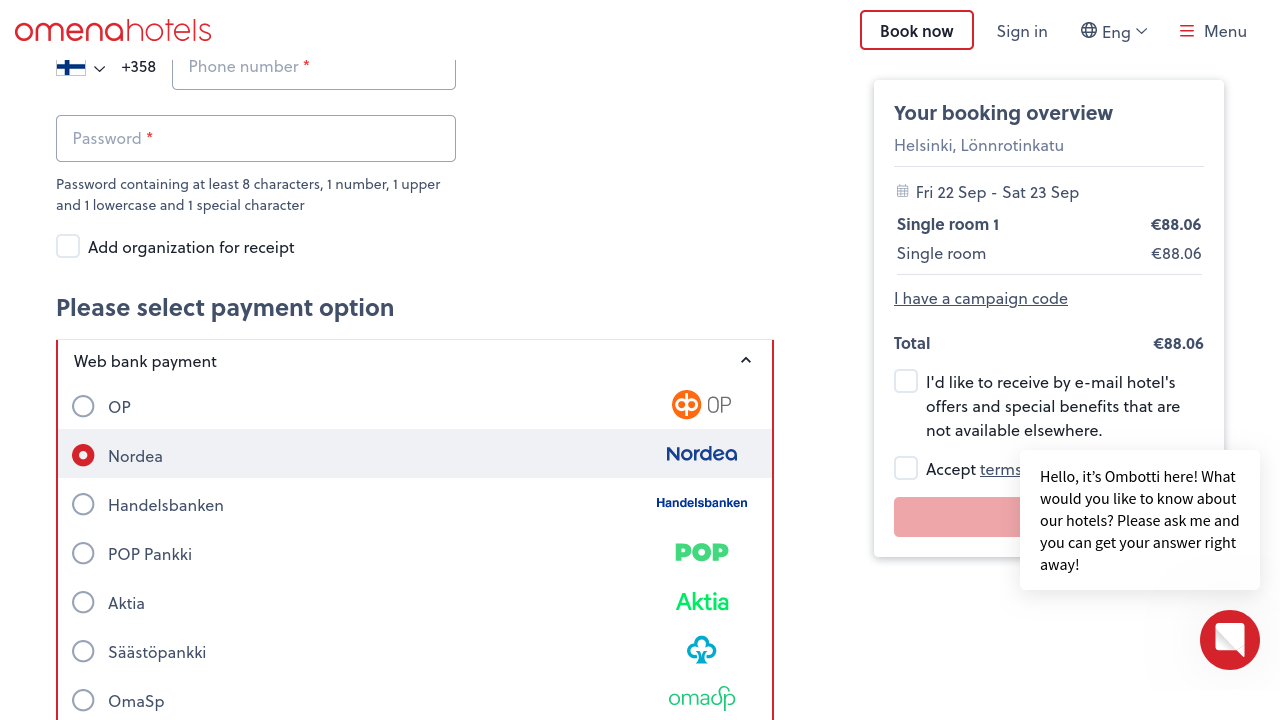 omenahotels
Book now
Sign in
Eng
Menu
+358
Phone number *
Password *
Password containing at least 8 characters, 1 number, 1 upper
and 1 lowercase and 1 special character
Add organization for receipt
Please select payment option
Web bank payment
OP
OP
Nordea
Nordea
Handelsbanken
Handelsbanken
POP Pankki
POP
Aktia
Aktia
Säästöpankki
OmaSp
omasp
Your booking overview
Helsinki, Lönnrotinkatu
Fri 22 Sep - Sat 23 Sep
Single room 1 €88.06
Single room €88.06
I have a campaign code
Total €88.06
I'd like to receive by e-mail hotel's
offers and special benefits that are
not available elsewhere.
Accept terms
Hello, it’s Ombotti here! What
would you like to know about
our hotels? Please ask me and
you can get your answer right
away!